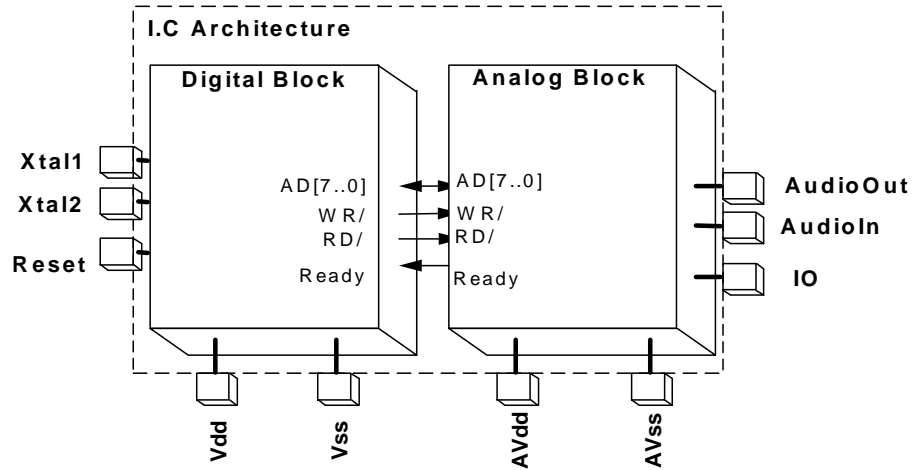 I.C Architecture
Digital Block
Analog Block
Xtal1
Xtal2
Reset
AD[7..0]
WR/
RD/
Ready
AD[7..0]
WR/
RD/
Ready
AudioOut
AudioIn
IO
Vdd
Vss
AVdd
AVss